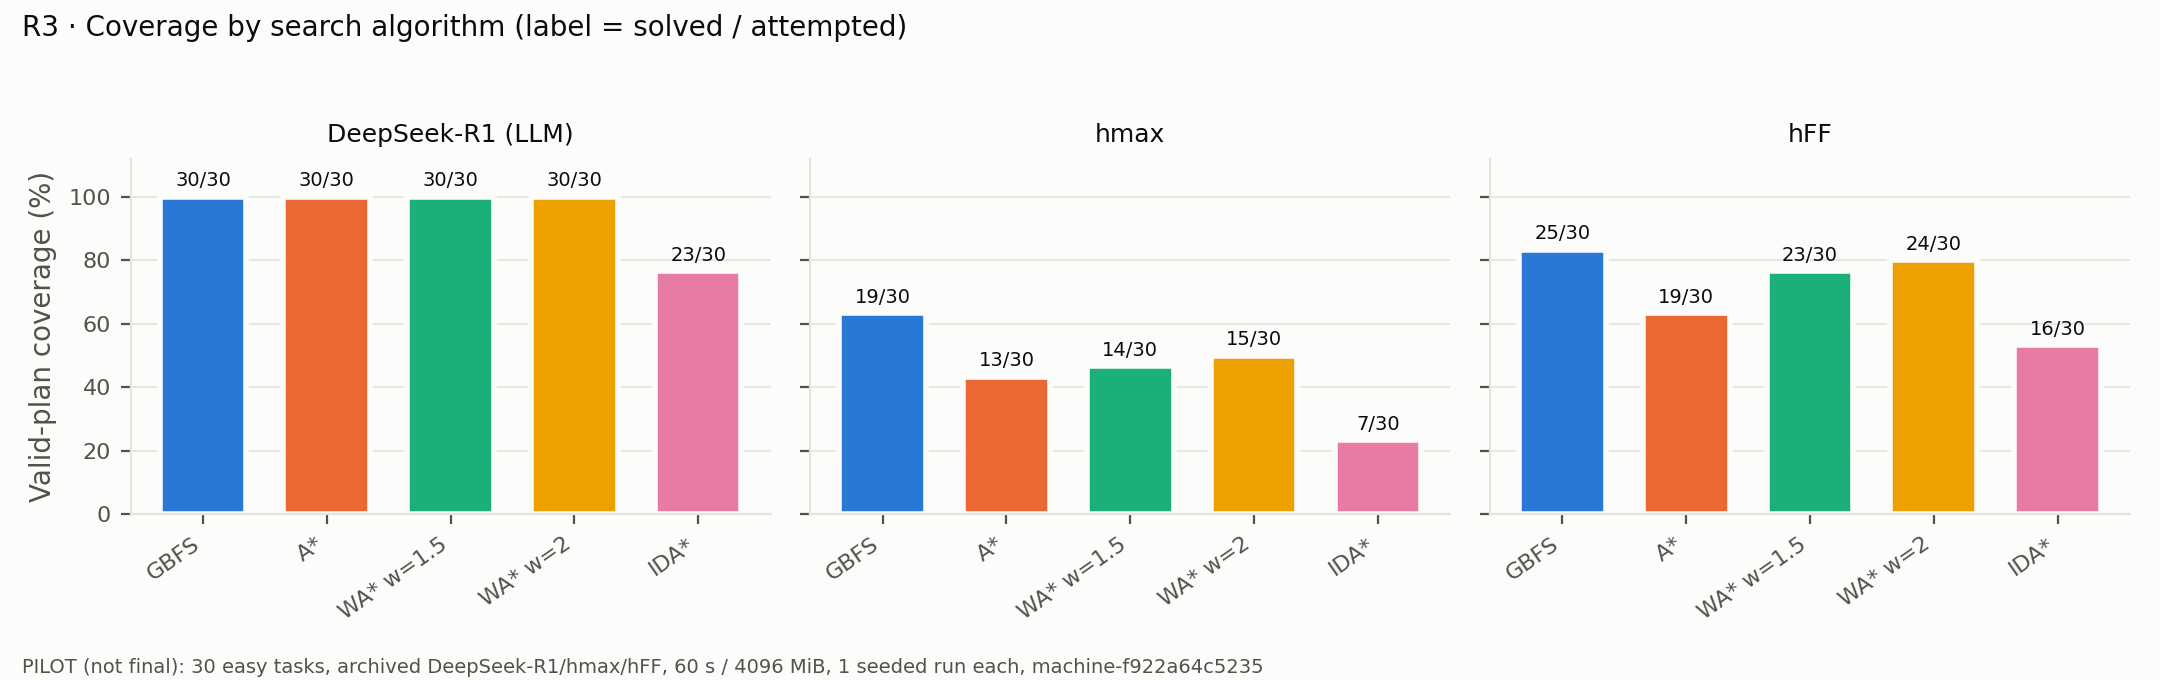 R3 · Coverage by search algorithm (label = solved / attempted)
DeepSeek-R1 (LLM)
hmax
hFF
Valid-plan coverage (%)
100
80
60
40
20
0
30/30
30/30
30/30
30/30
23/30
19/30
13/30
14/30
15/30
7/30
25/30
19/30
23/30
24/30
16/30
GBFS
A*
WA* w=1.5
WA* w=2
IDA*
GBFS
A*
WA* w=1.5
WA* w=2
IDA*
GBFS
A*
WA* w=1.5
WA* w=2
IDA*
PILOT (not final): 30 easy tasks, archived DeepSeek-R1/hmax/hFF, 60 s / 4096 MiB, 1 seeded run each, machine-f922a64c5235